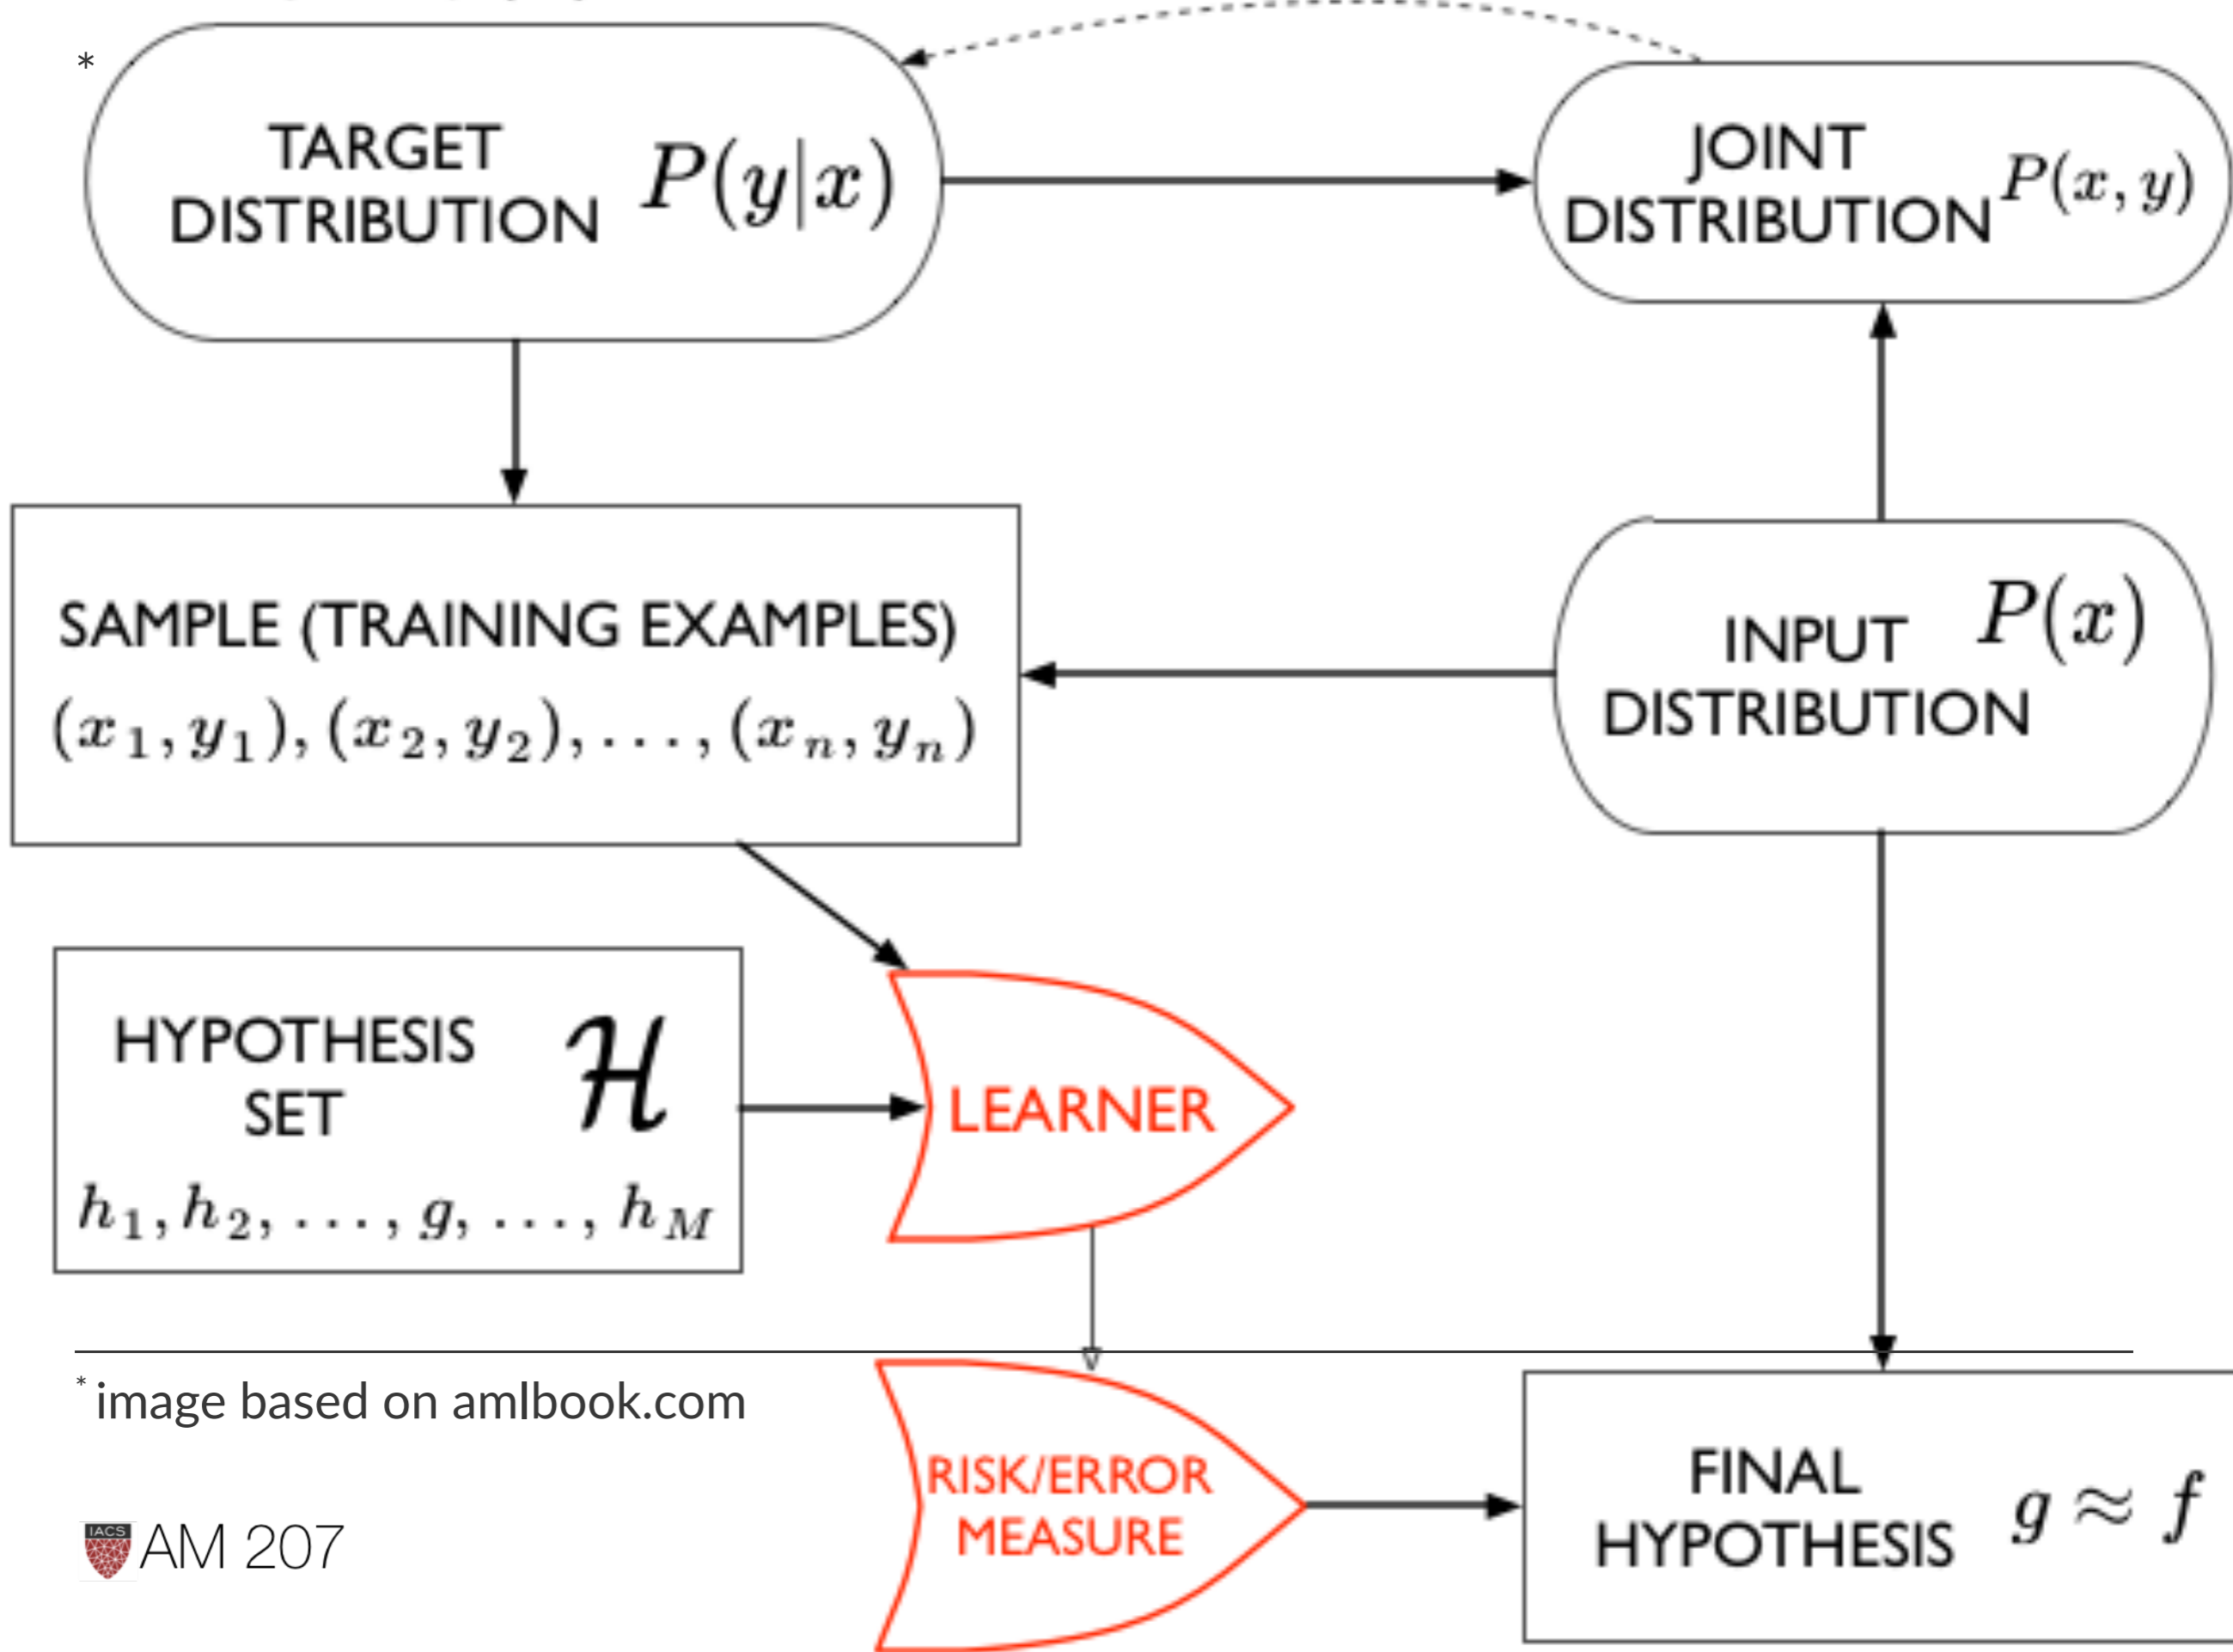 *
TARGET
DISTRIBUTION P(y|x)
JOINT
DISTRIBUTION P(x, y)
SAMPLE (TRAINING EXAMPLES)
(x₁, y₁), (x₂, y₂), . . . , (xₙ, yₙ)
INPUT P(x)
DISTRIBUTION
HYPOTHESIS
SET ℋ
h₁, h₂, . . . , g, . . . , h_M
LEARNER
* image based on amlbook.com
RISK/ERROR
MEASURE
FINAL
HYPOTHESIS g ≈ f
IACS
AM 207